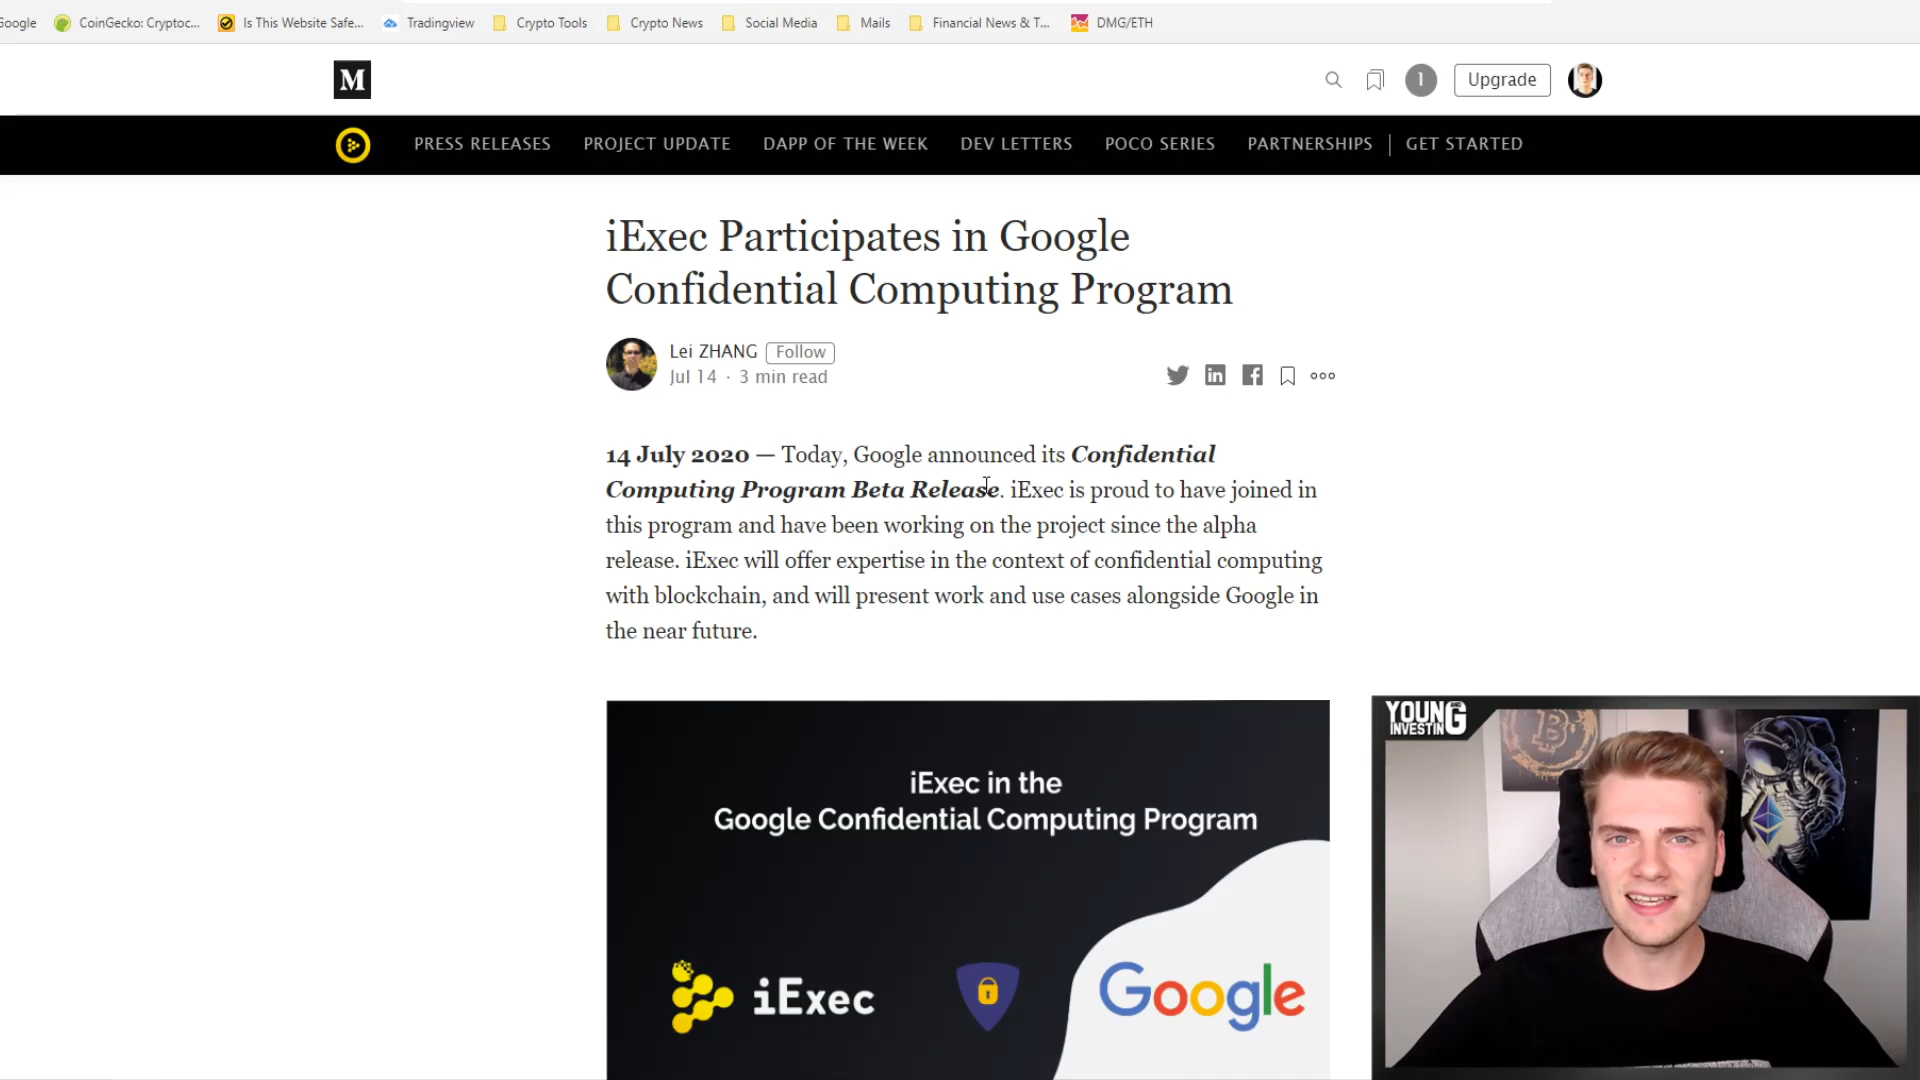 Google
CoinGecko: Cryptoc...
Is This Website Safe...
Tradingview
Crypto Tools
Crypto News
Social Media
Mails
Financial News & T...
DMG/ETH
M
1
Upgrade
PRESS RELEASES
PROJECT UPDATE
DAPP OF THE WEEK
DEV LETTERS
POCO SERIES
PARTNERSHIPS
GET STARTED
iExec Participates in Google
Confidential Computing Program
Lei ZHANG Follow
Jul 14 · 3 min read
14 July 2020 — Today, Google announced its Confidential
Computing Program Beta Release. iExec is proud to have joined in
this program and have been working on the project since the alpha
release. iExec will offer expertise in the context of confidential computing
with blockchain, and will present work and use cases alongside Google in
the near future.
iExec in the
Google Confidential Computing Program
iExec
Google
YOUNG AND
INVESTING